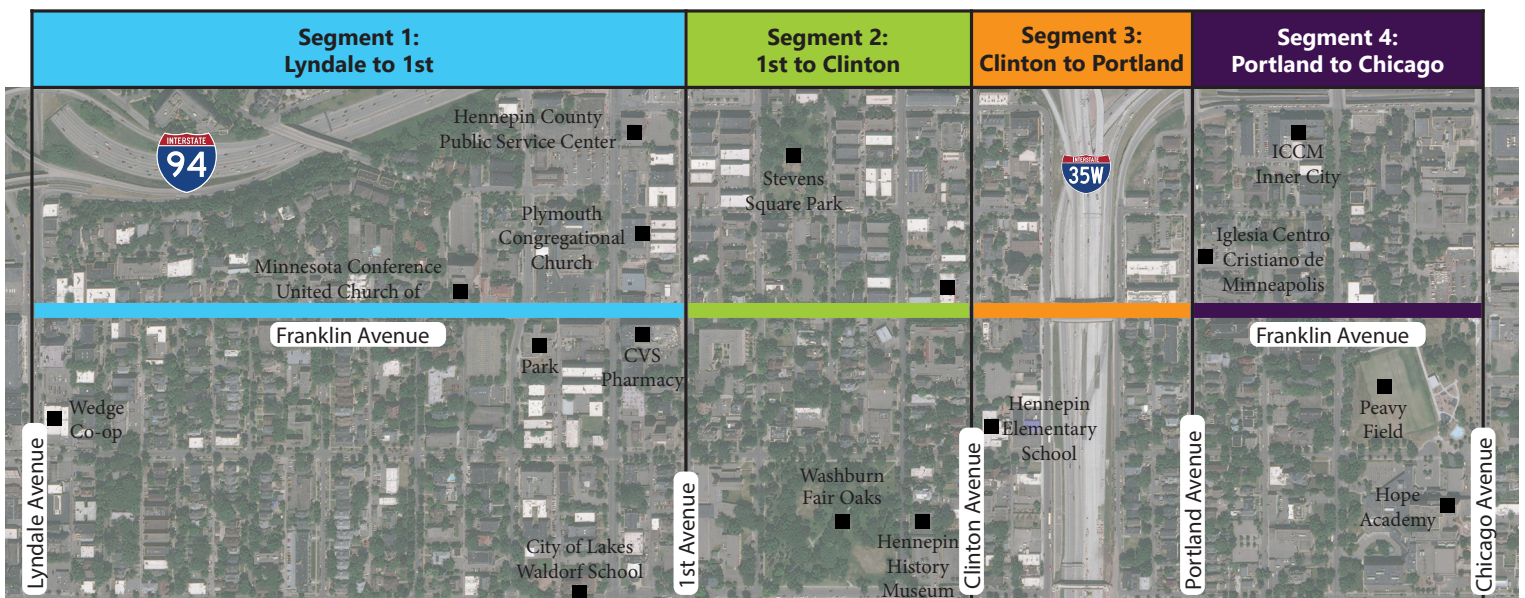 Segment 1:
Lyndale to 1st
Segment 2:
1st to Clinton
Segment 3:
Clinton to Portland
Segment 4:
Portland to Chicago
INTERSTATE
94
Hennepin County
Public Service Center
Plymouth
Congregational
Church
Minnesota Conference
United Church of
Stevens
Square Park
INTERSTATE
35W
ICCM
Inner City
Iglesia Centro
Cristiano de
Minneapolis
Franklin Avenue
Franklin Avenue
Park
CVS
Pharmacy
Wedge
Co-op
City of Lakes
Waldorf School
Washburn
Fair Oaks
Hennepin
History
Museum
Hennepin
Elementary
School
Peavy
Field
Hope
Academy
Lyndale Avenue
1st Avenue
Clinton Avenue
Portland Avenue
Chicago Avenue